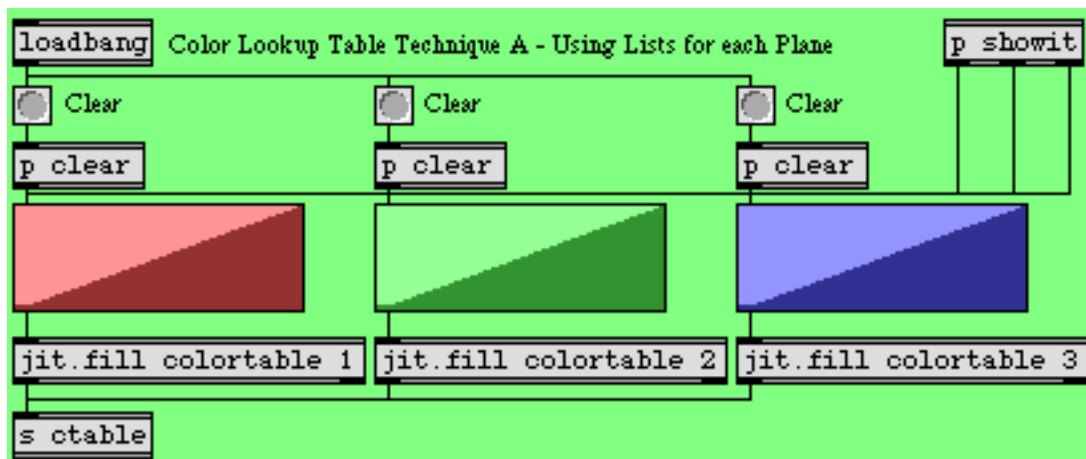 loadbang
Color Lookup Table Technique A - Using Lists for each Plane
p showit
Clear
Clear
Clear
p clear
p clear
p clear
jit.fill colortable 1
jit.fill colortable 2
jit.fill colortable 3
s ctable